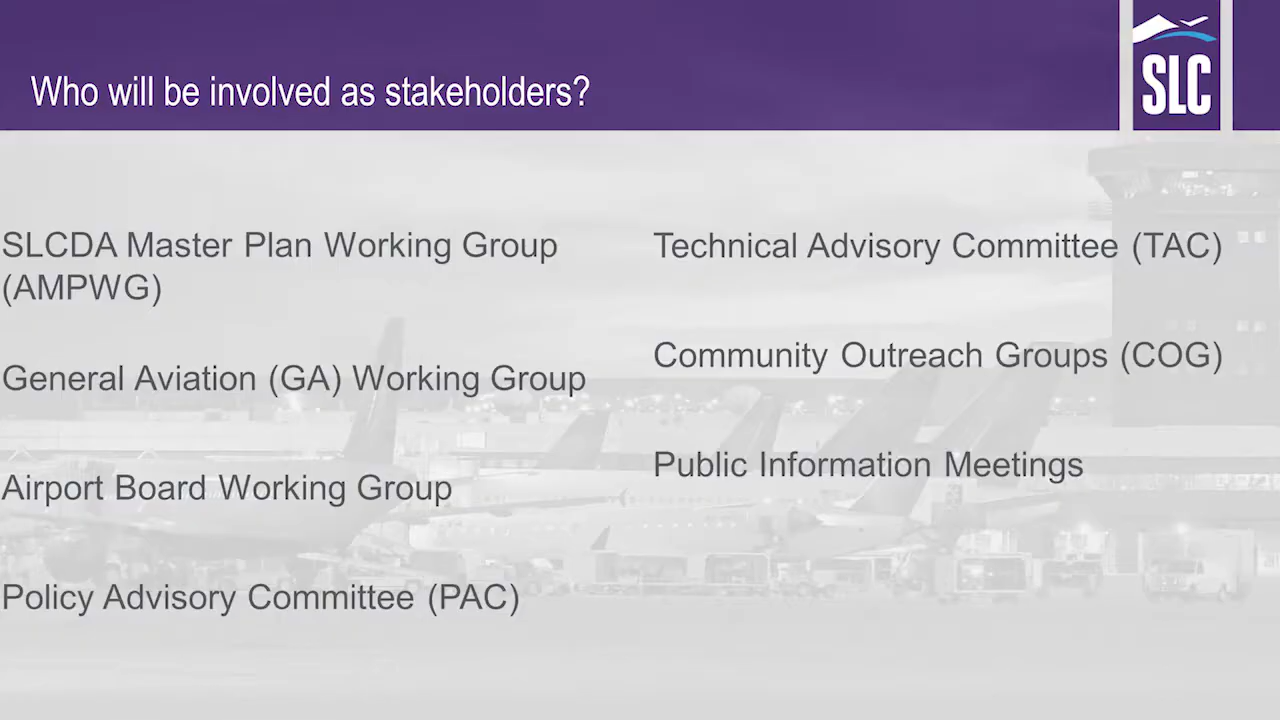 Who will be involved as stakeholders?
SLC
SLCDA Master Plan Working Group
(AMPWG)
General Aviation (GA) Working Group
Airport Board Working Group
Policy Advisory Committee (PAC)
Technical Advisory Committee (TAC)
Community Outreach Groups (COG)
Public Information Meetings